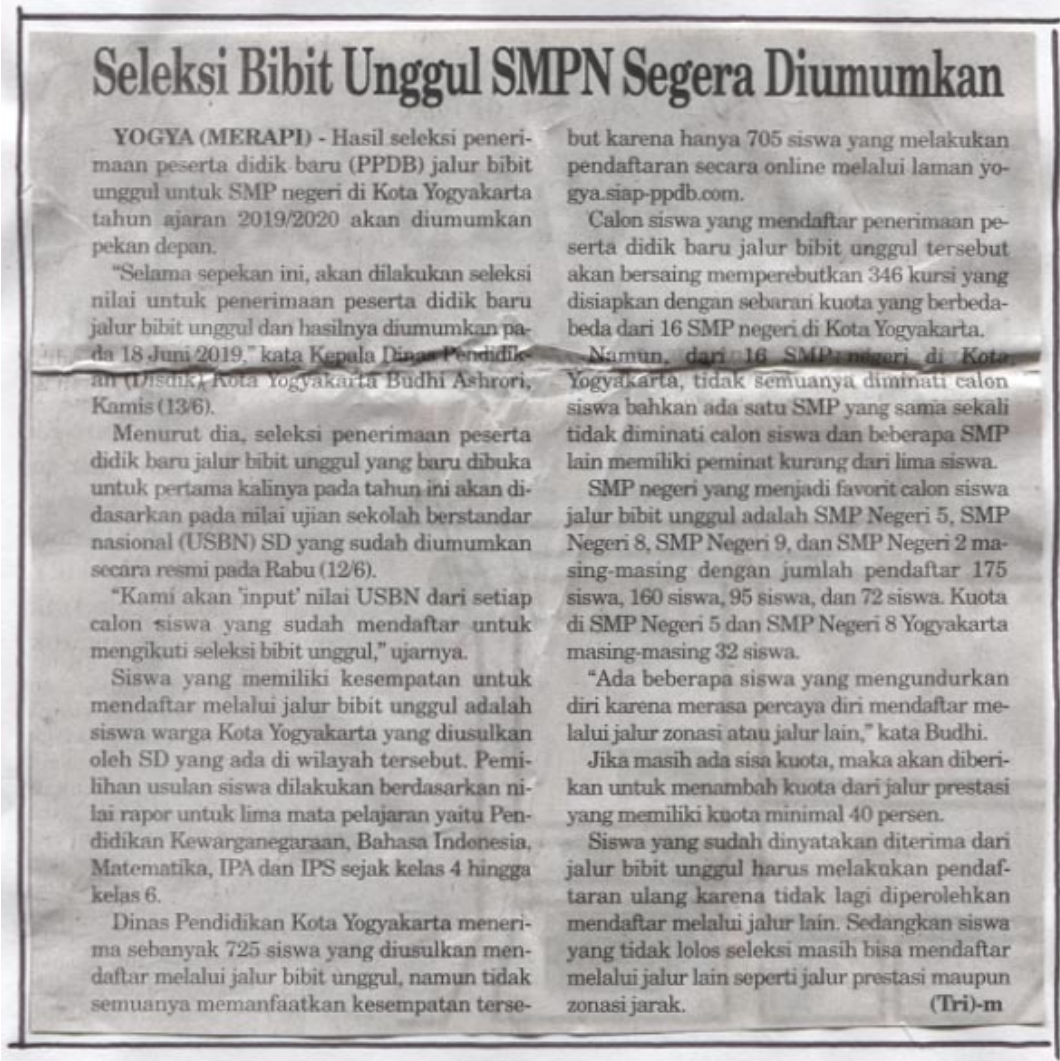 Seleksi Bibit Unggul SMPN Segera Diumumkan
YOGYA (MERAPI) - Hasil seleksi peneri-
maan peserta didik baru (PPDB) jalur bibit
unggul untuk SMP negeri di Kota Yogyakarta
tahun ajaran 2019/2020 akan diumumkan
pekan depan.
"Selama sepekan ini, akan dilakukan seleksi
nilai untuk penerimaan peserta didik baru
jalur bibit unggul dan hasilnya diumumkan pa-
da 18 Juni 2019," kata Kepala Dinas Pendidik-
an (Disdik) Kota Yogyakarta Budhi Ashrori,
Kamis (13/6).
Menurut dia, seleksi penerimaan peserta
didik baru jalur bibit unggul yang baru dibuka
untuk pertama kalinya pada tahun ini akan di-
dasarkan pada nilai ujian sekolah berstandar
nasional (USBN) SD yang sudah diumumkan
secara resmi pada Rabu (12/6).
"Kami akan 'input' nilai USBN dari setiap
calon siswa yang sudah mendaftar untuk
mengikuti seleksi bibit unggul," ujarnya.
Siswa yang memiliki kesempatan untuk
mendaftar melalui jalur bibit unggul adalah
siswa warga Kota Yogyakarta yang diusulkan
oleh SD yang ada di wilayah tersebut. Pemi-
lihan usulan siswa dilakukan berdasarkan ni-
lai rapor untuk lima mata pelajaran yaitu Pen-
didikan Kewarganegaraan, Bahasa Indonesia,
Matematika, IPA dan IPS sejak kelas 4 hingga
kelas 6.
Dinas Pendidikan Kota Yogyakarta meneri-
ma sebanyak 725 siswa yang diusulkan men-
daftar melalui jalur bibit unggul, namun tidak
semuanya memanfaatkan kesempatan terse-
but karena hanya 705 siswa yang melakukan
pendaftaran secara online melalui laman yo-
gya.siap-ppdb.com.
Calon siswa yang mendaftar penerimaan pe-
serta didik baru jalur bibit unggul tersebut
akan bersaing memperebutkan 346 kursi yang
disiapkan dengan sebaran kuota yang berbeda-
beda dari 16 SMP negeri di Kota Yogyakarta.
Namun, dari 16 SMP negeri di Kota
Yogyakarta, tidak semuanya diminati calon
siswa bahkan ada satu SMP yang sama sekali
tidak diminati calon siswa dan beberapa SMP
lain memiliki peminat kurang dari lima siswa.
SMP negeri yang menjadi favorit calon siswa
jalur bibit unggul adalah SMP Negeri 5, SMP
Negeri 8, SMP Negeri 9, dan SMP Negeri 2 ma-
sing-masing dengan jumlah pendaftar 175
siswa, 160 siswa, 95 siswa, dan 72 siswa. Kuota
di SMP Negeri 5 dan SMP Negeri 8 Yogyakarta
masing-masing 32 siswa.
"Ada beberapa siswa yang mengundurkan
diri karena merasa percaya diri mendaftar me-
lalui jalur zonasi atau jalur lain," kata Budhi.
Jika masih ada sisa kuota, maka akan diberi-
kan untuk menambah kuota dari jalur prestasi
yang memiliki kuota minimal 40 persen.
Siswa yang sudah dinyatakan diterima dari
jalur bibit unggul harus melakukan pendaf-
taran ulang karena tidak lagi diperolehkan
mendaftar melalui jalur lain. Sedangkan siswa
yang tidak lolos seleksi masih bisa mendaftar
melalui jalur lain seperti jalur prestasi maupun
zonasi jarak. (Tri)-m